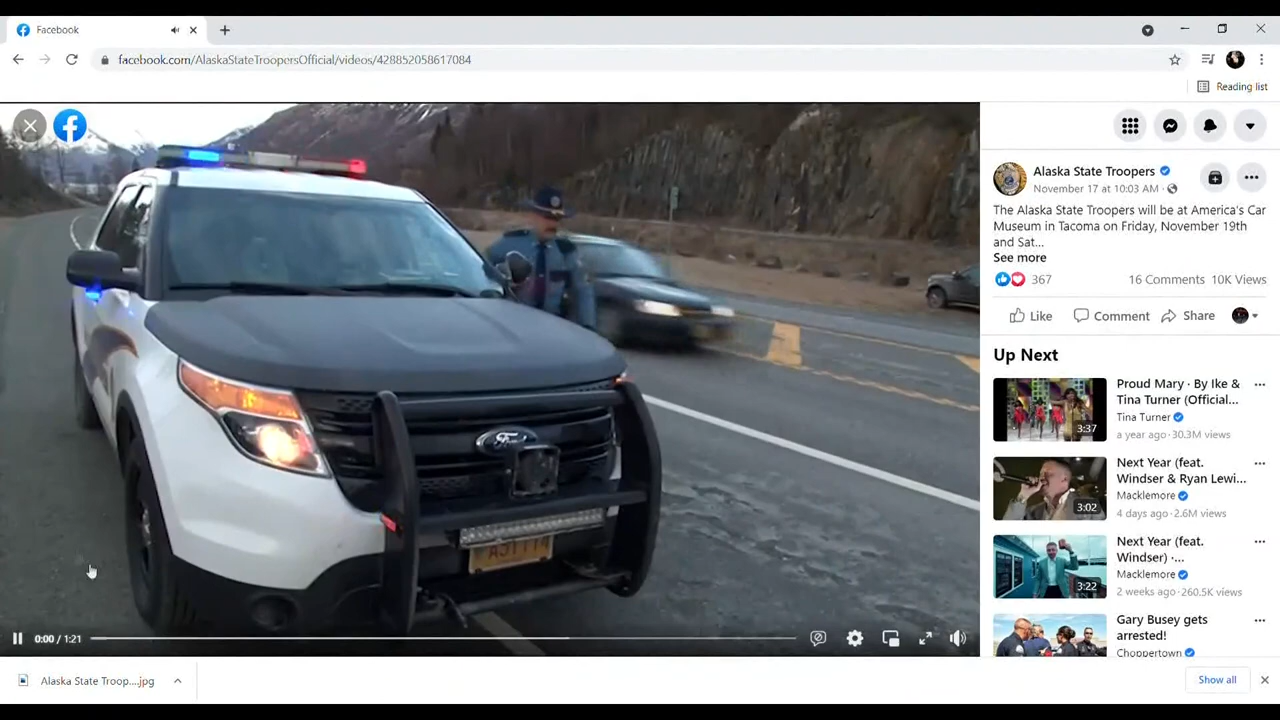 Facebook
facebook.com/AlaskaStateTroopersOfficial/videos/428852058617084
Reading list
Alaska State Troopers
November 17 at 10:03 AM ·
The Alaska State Troopers will be at America's Car
Museum in Tacoma on Friday, November 19th
and Sat...
See more
367
16 Comments 10K Views
Like
Comment
Share
Up Next
3:37
Proud Mary · By Ike &
Tina Turner (Official...
Tina Turner
a year ago · 30.3M views
3:02
Next Year (feat.
Windser & Ryan Lewi...
Macklemore
4 days ago · 2.6M views
3:22
Next Year (feat.
Windser) ·...
Macklemore
2 weeks ago · 260.5K views
Gary Busey gets
arrested!
Choppertown
Ford
0:00 / 1:21
Alaska State Troop....jpg
Show all